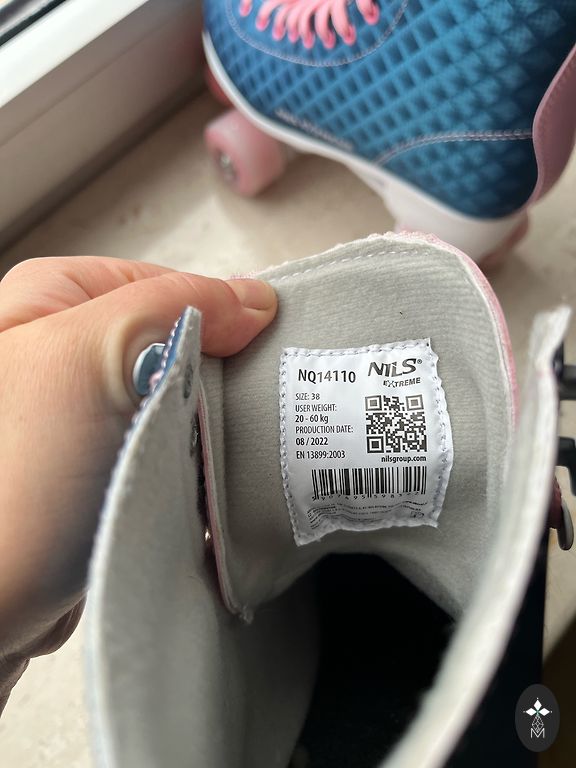 NQ14110
NILS®
EXTREME
SIZE: 38
USER WEIGHT:
20 - 60 kg
PRODUCTION DATE:
08 / 2022
EN 13899:2003
nilsgroup.com